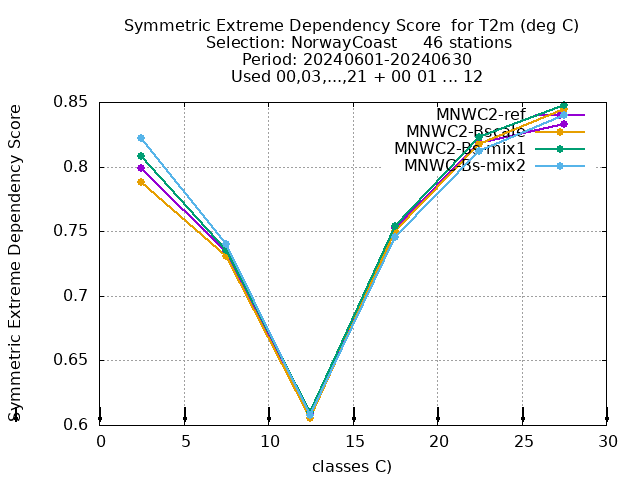 Symmetric Extreme Dependency Score for T2m (deg C)
Selection: NorwayCoast 46 stations
Period: 20240601-20240630
Used 00,03,...,21 + 00 01 ... 12
Symmetric Extreme Dependency Score
0.85
0.8
0.75
0.7
0.65
0.6
MNWC2-ref
MNWC2-Bscale
MNWC2-Bs-mix1
MNWC-Bs-mix2
0 5 10 15 20 25 30
classes C)